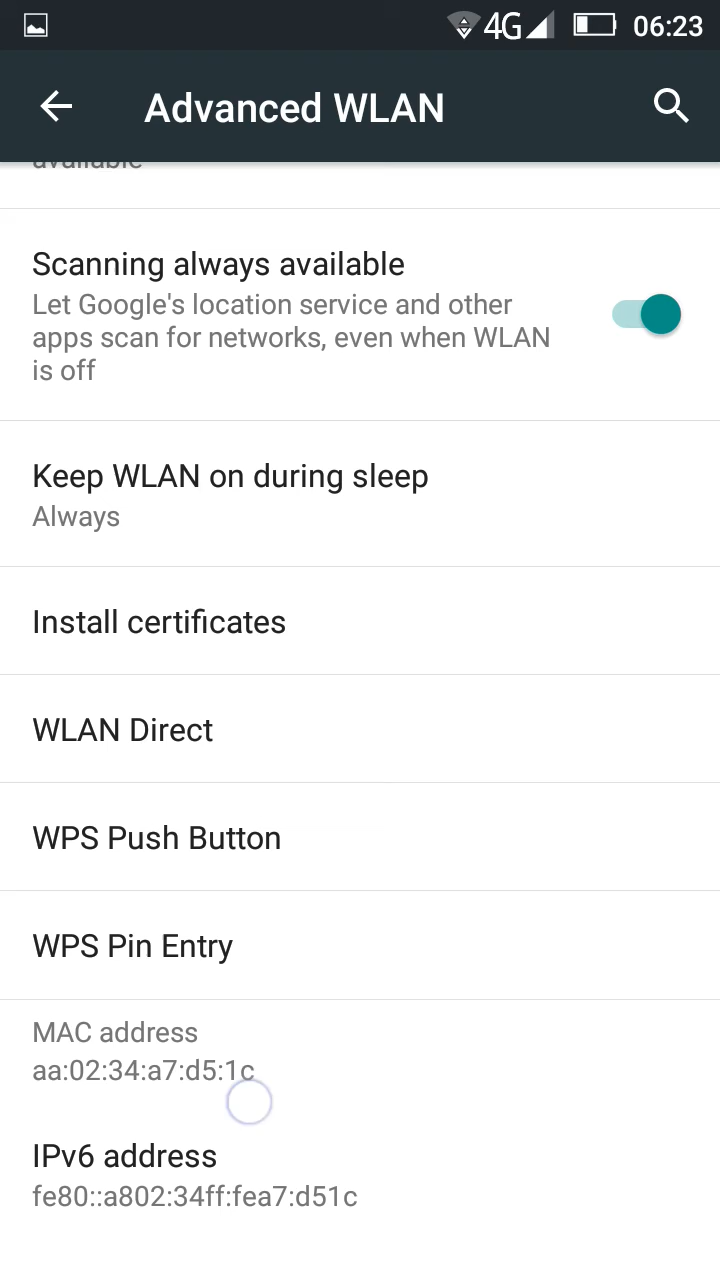 4G 06:23
Advanced WLAN
available
Scanning always available
Let Google's location service and other
apps scan for networks, even when WLAN
is off
Keep WLAN on during sleep
Always
Install certificates
WLAN Direct
WPS Push Button
WPS Pin Entry
MAC address
aa:02:34:a7:d5:1c
IPv6 address
fe80::a802:34ff:fea7:d51c